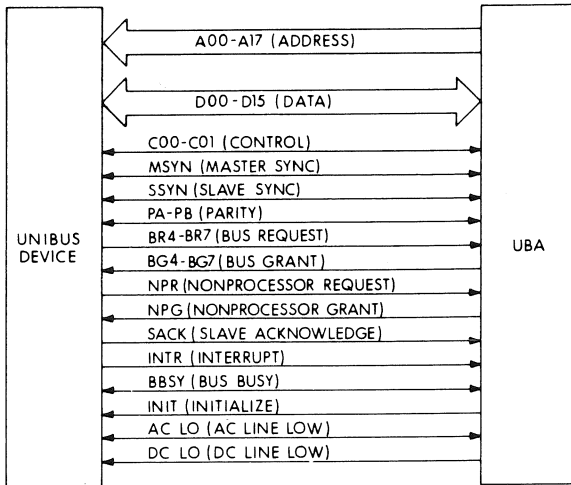 A00-A17 (ADDRESS)
D00-D15 (DATA)
C00-C01 (CONTROL)
MSYN (MASTER SYNC)
SSYN (SLAVE SYNC)
PA-PB (PARITY)
UNIBUS
DEVICE
BR4-BR7 (BUS REQUEST)
UBA
BG4-BG7 (BUS GRANT)
NPR (NONPROCESSOR REQUEST)
NPG (NONPROCESSOR GRANT)
SACK (SLAVE ACKNOWLEDGE)
INTR (INTERRUPT)
BBSY (BUS BUSY)
INIT (INITIALIZE)
AC LO (AC LINE LOW)
DC LO (DC LINE LOW)